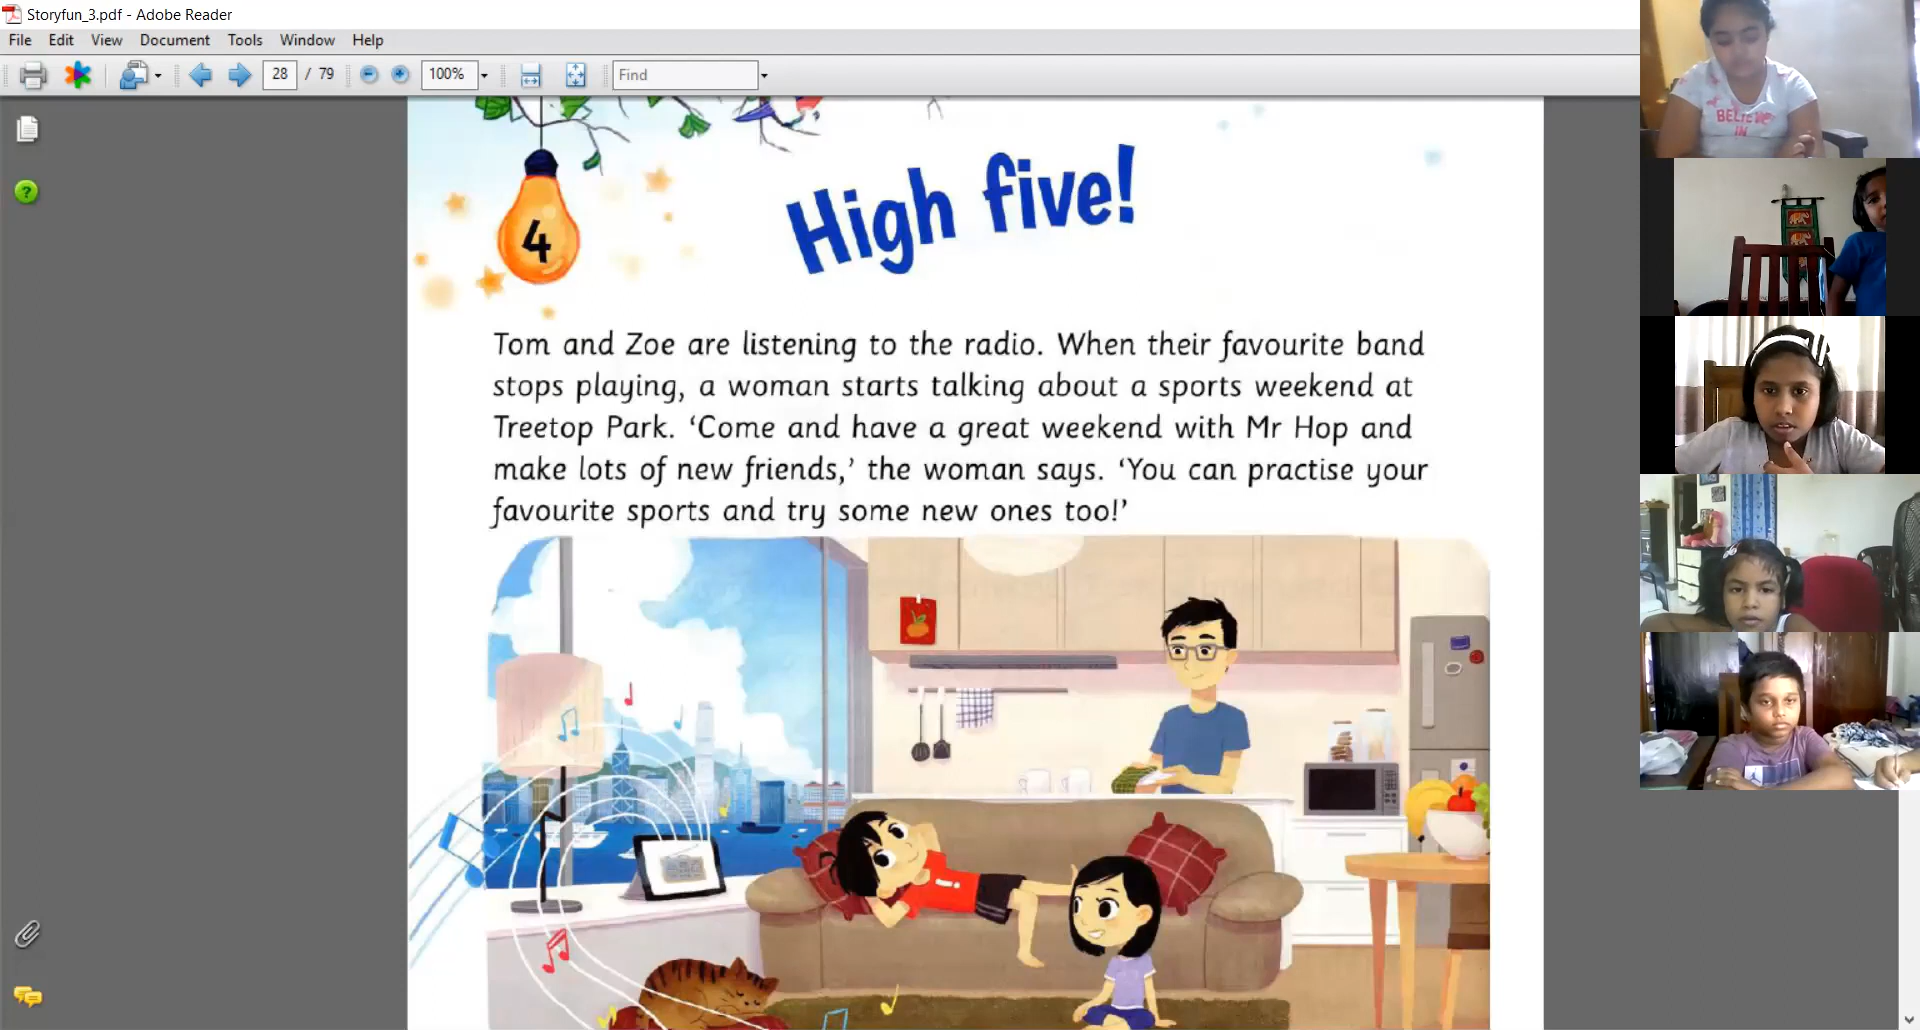 Storyfun_3.pdf - Adobe Reader
File Edit View Document Tools Window Help
28 / 79 100% Find
4
High five!
Tom and Zoe are listening to the radio. When their favourite band
stops playing, a woman starts talking about a sports weekend at
Treetop Park. ‘Come and have a great weekend with Mr Hop and
make lots of new friends,’ the woman says. ‘You can practise your
favourite sports and try some new ones too!’
BELIEVE
IN